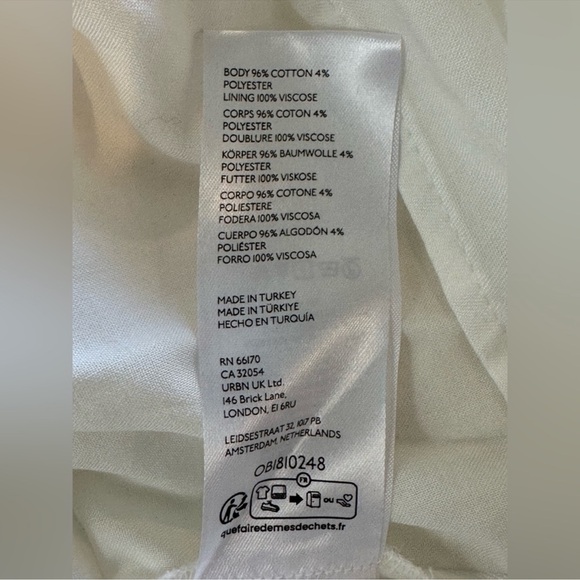 BODY 96% COTTON 4%
POLYESTER
LINING 100% VISCOSE
CORPS 96% COTON 4%
POLYESTER
DOUBLURE 100% VISCOSE
KÖRPER 96% BAUMWOLLE 4%
POLYESTER
FUTTER 100% VISKOSE
CORPO 96% COTONE 4%
POLIESTERE
FODERA 100% VISCOSA
CUERPO 96% ALGODÓN 4%
POLIÉSTER
FORRO 100% VISCOSA
MADE IN TURKEY
MADE IN TÜRKIYE
HECHO EN TURQUÍA
RN 66170
CA 32054
URBN UK Ltd.
146 Brick Lane,
LONDON, E1 6RU
LEIDSESTRAAT 32, 1017 PB
AMSTERDAM, NETHERLANDS
OB1810248
FR
OU
quefairedemesdechets.fr